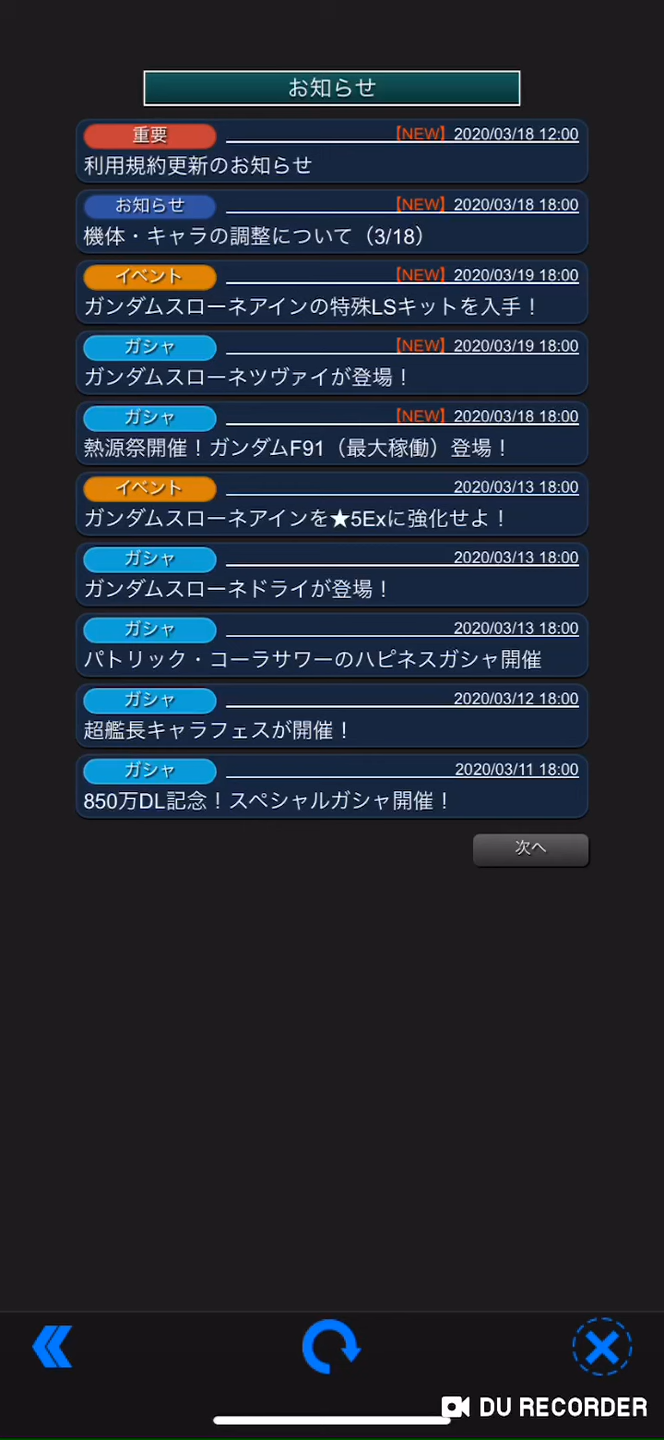 お知らせ
重要
【NEW】 2020/03/18 12:00
利用規約更新のお知らせ
お知らせ
【NEW】 2020/03/18 18:00
機体・キャラの調整について（3/18）
イベント
【NEW】 2020/03/19 18:00
ガンダムスローネアインの特殊LSキットを入手！
ガシャ
【NEW】 2020/03/19 18:00
ガンダムスローネツヴァイが登場！
ガシャ
【NEW】 2020/03/18 18:00
熱源祭開催！ガンダムF91（最大稼働）登場！
イベント
2020/03/13 18:00
ガンダムスローネアインを★5Exに強化せよ！
ガシャ
2020/03/13 18:00
ガンダムスローネドライが登場！
ガシャ
2020/03/13 18:00
パトリック・コーラサワーのハピネスガシャ開催
ガシャ
2020/03/12 18:00
超艦長キャラフェスが開催！
ガシャ
2020/03/11 18:00
850万DL記念！スペシャルガシャ開催！
次へ
DU RECORDER